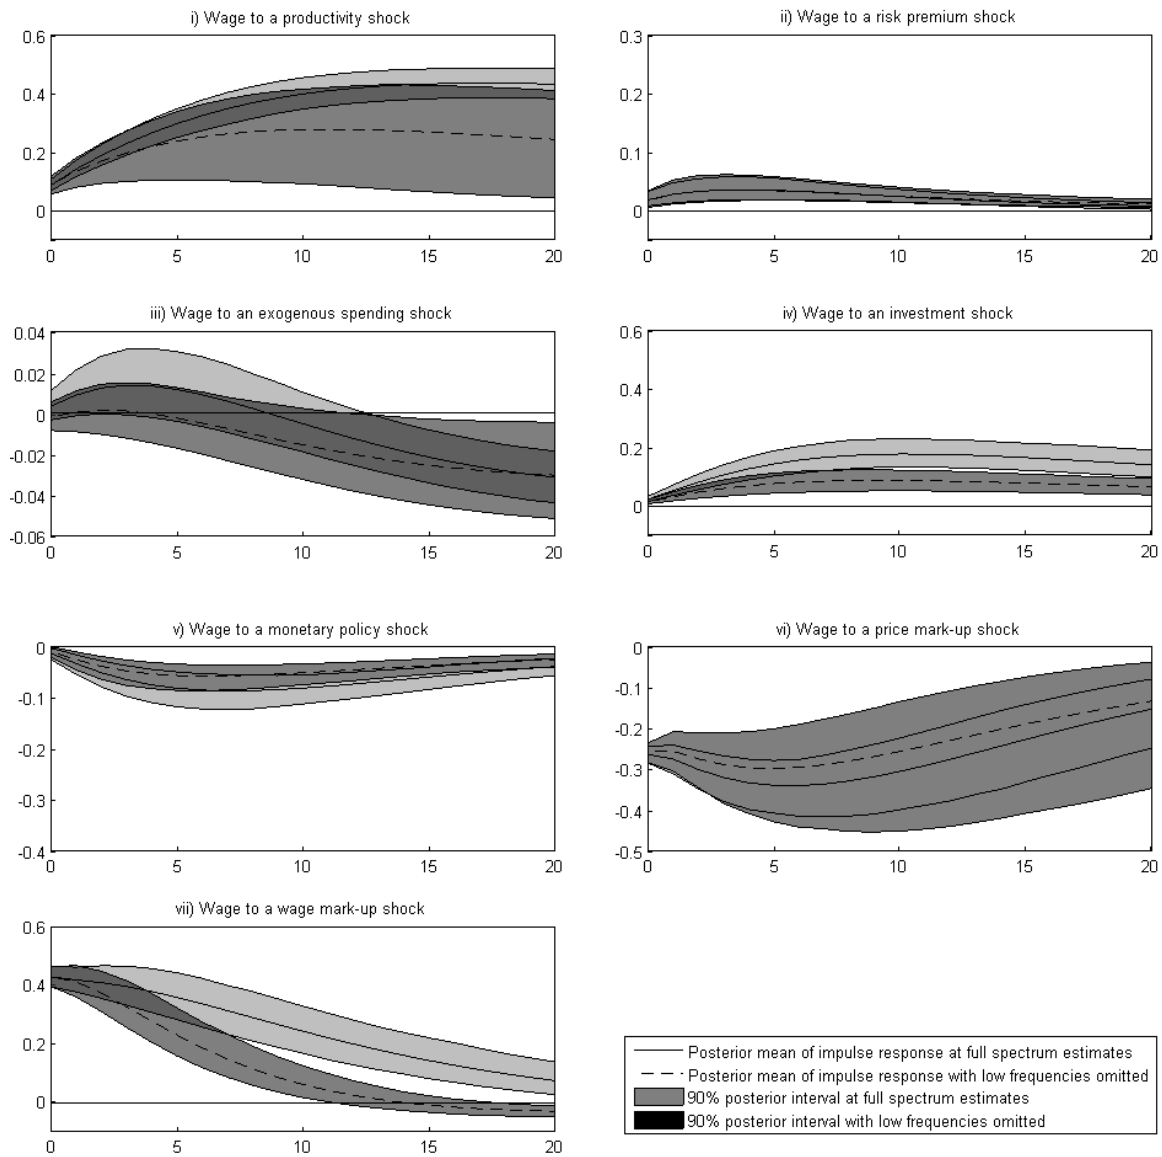 i) Wage to a productivity shock
0.6
0.4
0.2
0
0 5 10 15 20
ii) Wage to a risk premium shock
0.3
0.2
0.1
0
0 5 10 15 20
iii) Wage to an exogenous spending shock
0.04
0.02
0
-0.02
-0.04
-0.06
0 5 10 15 20
iv) Wage to an investment shock
0.6
0.4
0.2
0
0 5 10 15 20
v) Wage to a monetary policy shock
0
-0.1
-0.2
-0.3
-0.4
0 5 10 15 20
vi) Wage to a price mark-up shock
0
-0.1
-0.2
-0.3
-0.4
-0.5
0 5 10 15 20
vii) Wage to a wage mark-up shock
0.6
0.4
0.2
0
0 5 10 15 20
Posterior mean of impulse response at full spectrum estimates
Posterior mean of impulse response with low frequencies omitted
90% posterior interval at full spectrum estimates
90% posterior interval with low frequencies omitted